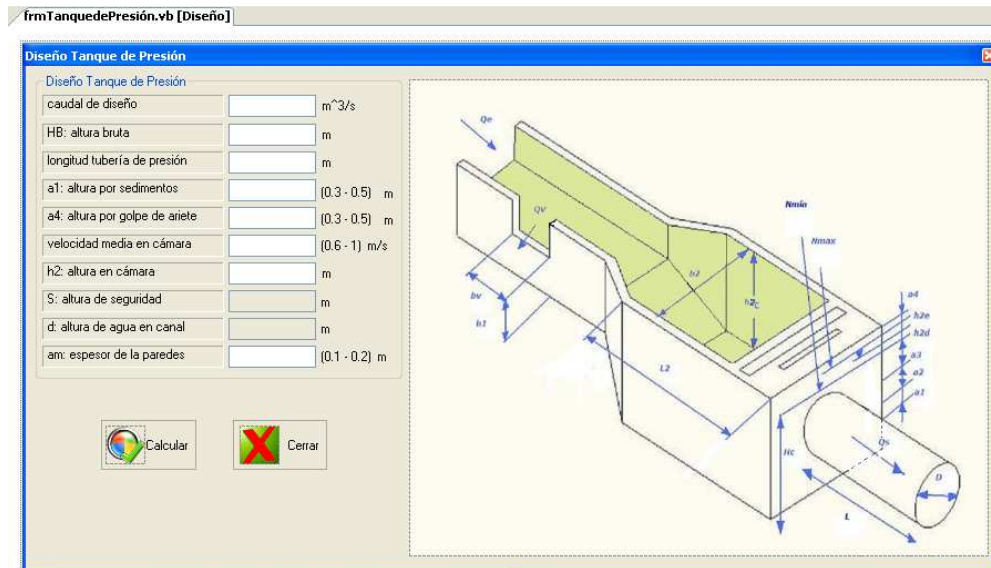 frmTanquedePresión.vb [Diseño]
Diseño Tanque de Presión
Diseño Tanque de Presión
caudal de diseño m^3/s
HB: altura bruta m
longitud tubería de presión m
a1: altura por sedimentos (0.3 - 0.5) m
a4: altura por golpe de ariete (0.3 - 0.5) m
velocidad media en cámara (0.6 - 1) m/s
h2: altura en cámara m
S: altura de seguridad m
d: altura de agua en canal m
am: espesor de la paredes (0.1 - 0.2) m
Calcular
Cerrar
Qe
Qv
bv
h1
b2
h2c
L2
Nmin
Nmax
a4
h2e
h2d
a3
a2
a1
Hc
Qs
D
L